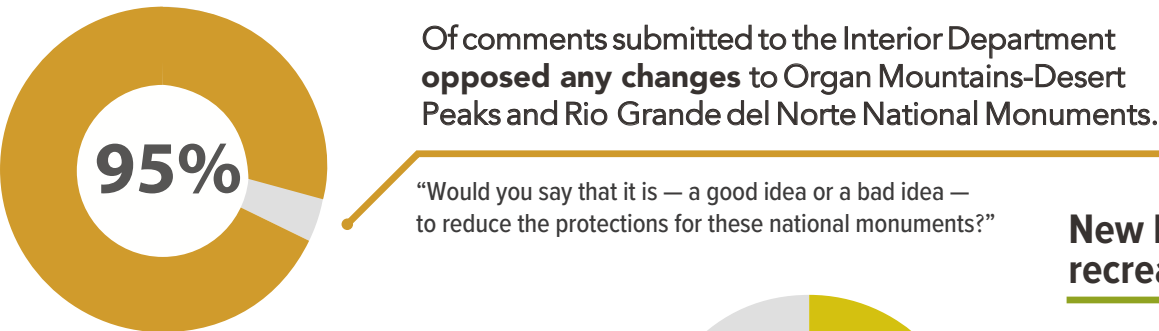 95%
Of comments submitted to the Interior Department
opposed any changes to Organ Mountains-Desert
Peaks and Rio Grande del Norte National Monuments.
“Would you say that it is — a good idea or a bad idea —
to reduce the protections for these national monuments?”
New